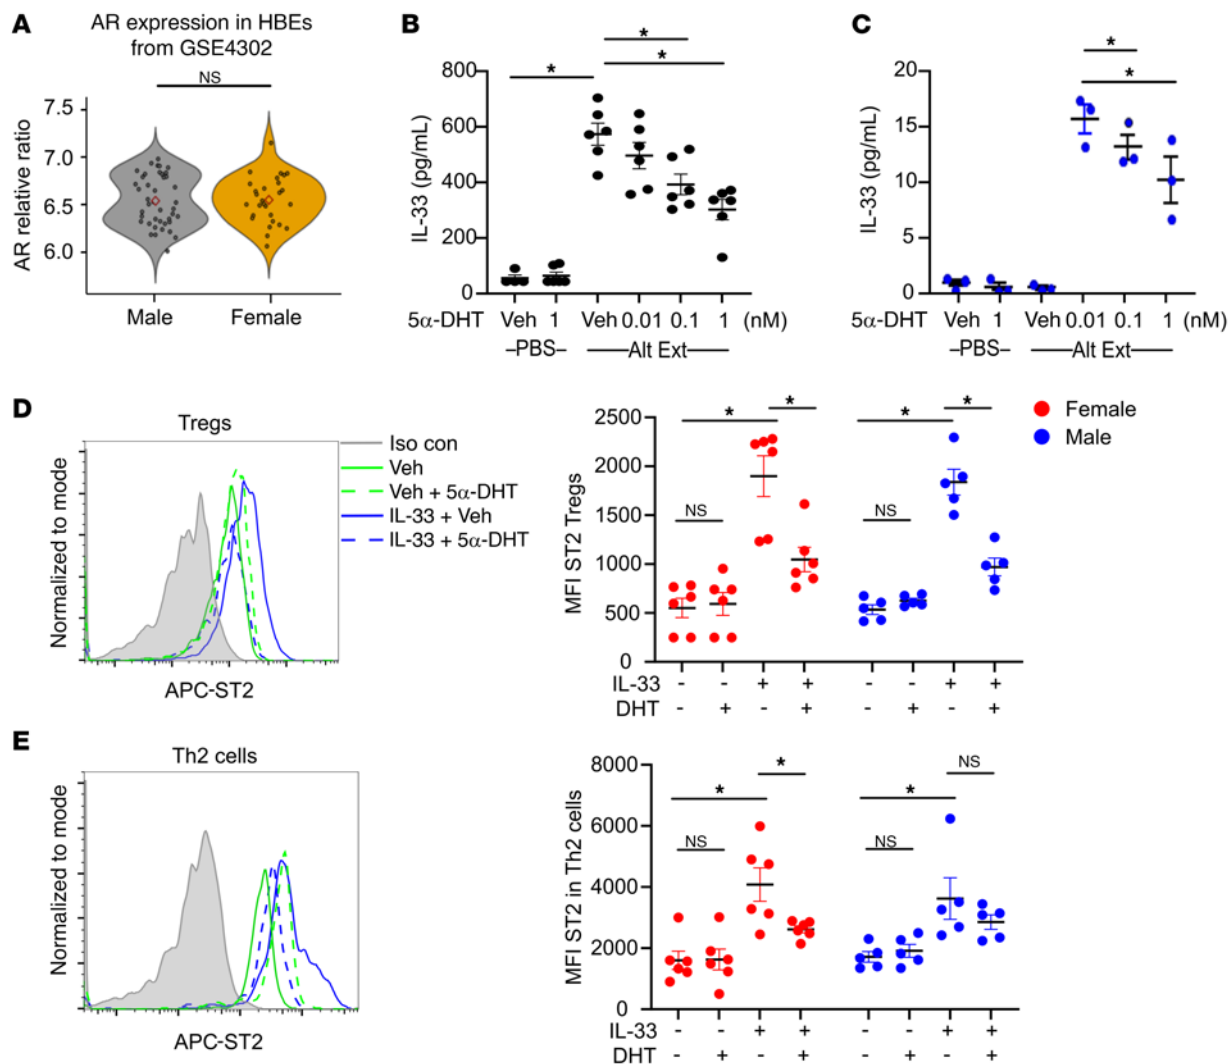 A
AR expression in HBEs
from GSE4302
NS
AR relative ratio
7.5
7.0
6.5
6.0
Male Female
B
* * *
IL-33 (pg/mL)
800
600
400
200
0
5α-DHT Veh 1 Veh 0.01 0.1 1 (nM)
PBS Alt Ext
C
* *
IL-33 (pg/mL)
20
15
10
5
0
5α-DHT Veh 1 Veh 0.01 0.1 1 (nM)
PBS Alt Ext
D
Tregs
Normalized to mode
APC-ST2
Iso con
Veh
Veh + 5α-DHT
IL-33 + Veh
IL-33 + 5α-DHT
MFI ST2 Tregs
2500
2000
1500
1000
500
0
NS * * NS * *
IL-33 - - + + - - + +
DHT - + - + - + - +
Female
Male
E
Th2 cells
Normalized to mode
APC-ST2
MFI ST2 in Th2 cells
8000
6000
4000
2000
0
NS * * NS * NS
IL-33 - - + + - - + +
DHT - + - + - + - +